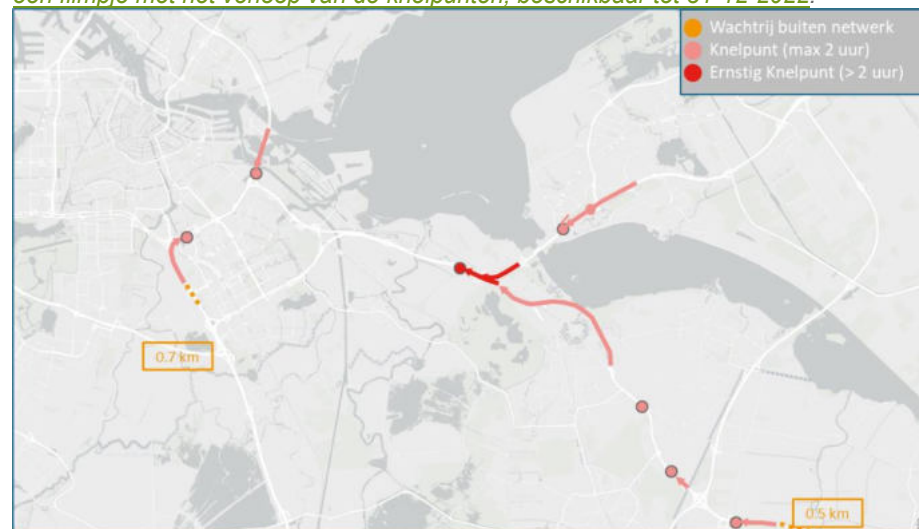 een filmpje met het verloop van de knelpunten, beschikbaar tot 31-12-2022.
Wachtrij buiten netwerk
Knelpunt (max 2 uur)
Ernstig Knelpunt (> 2 uur)
0.7 km
0.5 km